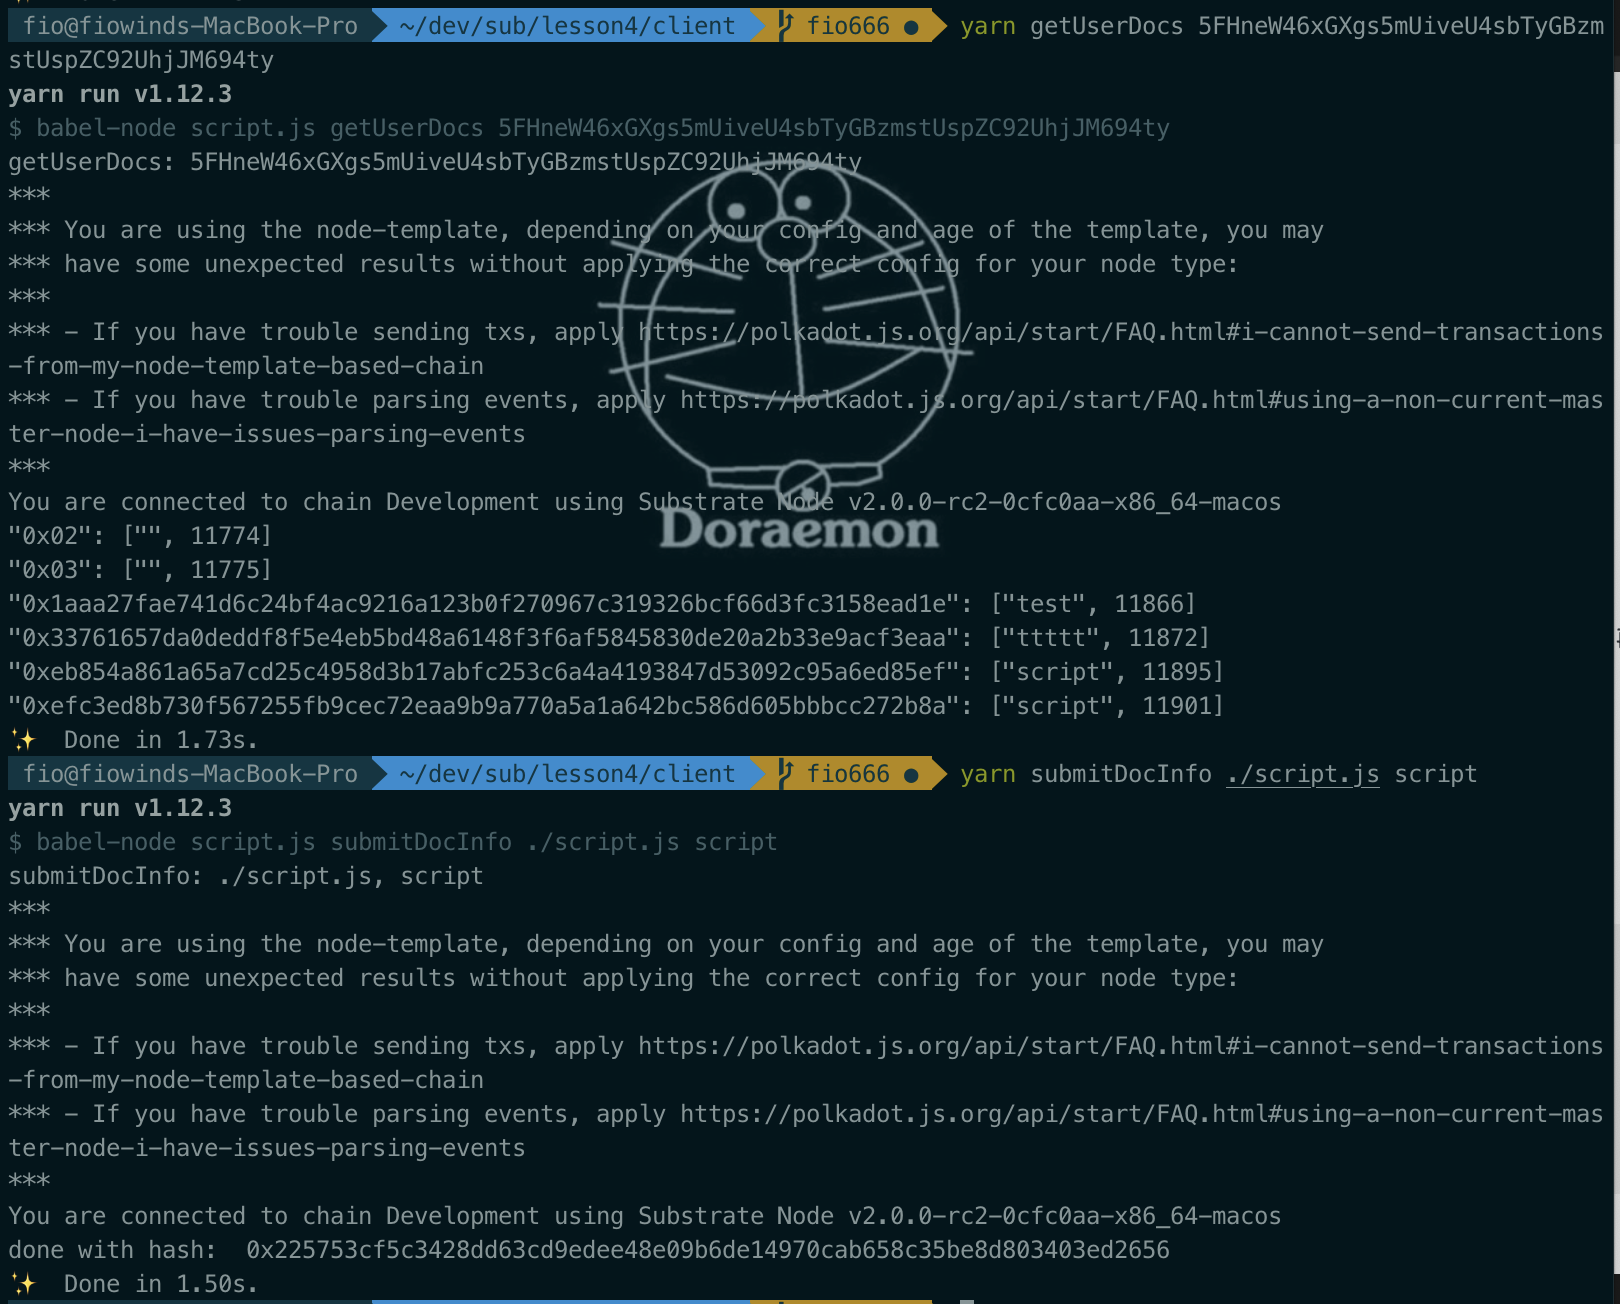 fio@fiowinds-MacBook-Pro ~/dev/sub/lesson4/client fio666 ● yarn getUserDocs 5FHneW46xGXgs5mUiveU4sbTyGBzm
stUspZC92UhjJM694ty
yarn run v1.12.3
$ babel-node script.js getUserDocs 5FHneW46xGXgs5mUiveU4sbTyGBzmstUspZC92UhjJM694ty
getUserDocs: 5FHneW46xGXgs5mUiveU4sbTyGBzmstUspZC92UhjJM694ty
***
*** You are using the node-template, depending on your config and age of the template, you may
*** have some unexpected results without applying the correct config for your node type:
***
*** - If you have trouble sending txs, apply https://polkadot.js.org/api/start/FAQ.html#i-cannot-send-transactions
-from-my-node-template-based-chain
*** - If you have trouble parsing events, apply https://polkadot.js.org/api/start/FAQ.html#using-a-non-current-mas
ter-node-i-have-issues-parsing-events
***
You are connected to chain Development using Substrate Node v2.0.0-rc2-0cfc0aa-x86_64-macos
Doraemon
"0x02": ["", 11774]
"0x03": ["", 11775]
"0x1aaa27fae741d6c24bf4ac9216a123b0f270967c319326bcf66d3fc3158ead1e": ["test", 11866]
"0x33761657da0deddf8f5e4eb5bd48a6148f3f6af5845830de20a2b33e9acf3eaa": ["ttttt", 11872]
"0xeb854a861a65a7cd25c4958d3b17abfc253c6a4a4193847d53092c95a6ed85ef": ["script", 11895]
"0xefc3ed8b730f567255fb9cec72eaa9b9a770a5a1a642bc586d605bbbcc272b8a": ["script", 11901]
✨ Done in 1.73s.
fio@fiowinds-MacBook-Pro ~/dev/sub/lesson4/client fio666 ● yarn submitDocInfo ./script.js script
yarn run v1.12.3
$ babel-node script.js submitDocInfo ./script.js script
submitDocInfo: ./script.js, script
***
*** You are using the node-template, depending on your config and age of the template, you may
*** have some unexpected results without applying the correct config for your node type:
***
*** - If you have trouble sending txs, apply https://polkadot.js.org/api/start/FAQ.html#i-cannot-send-transactions
-from-my-node-template-based-chain
*** - If you have trouble parsing events, apply https://polkadot.js.org/api/start/FAQ.html#using-a-non-current-mas
ter-node-i-have-issues-parsing-events
***
You are connected to chain Development using Substrate Node v2.0.0-rc2-0cfc0aa-x86_64-macos
done with hash:  0x225753cf5c3428dd63cd9edee48e09b6de14970cab658c35be8d803403ed2656
✨ Done in 1.50s.